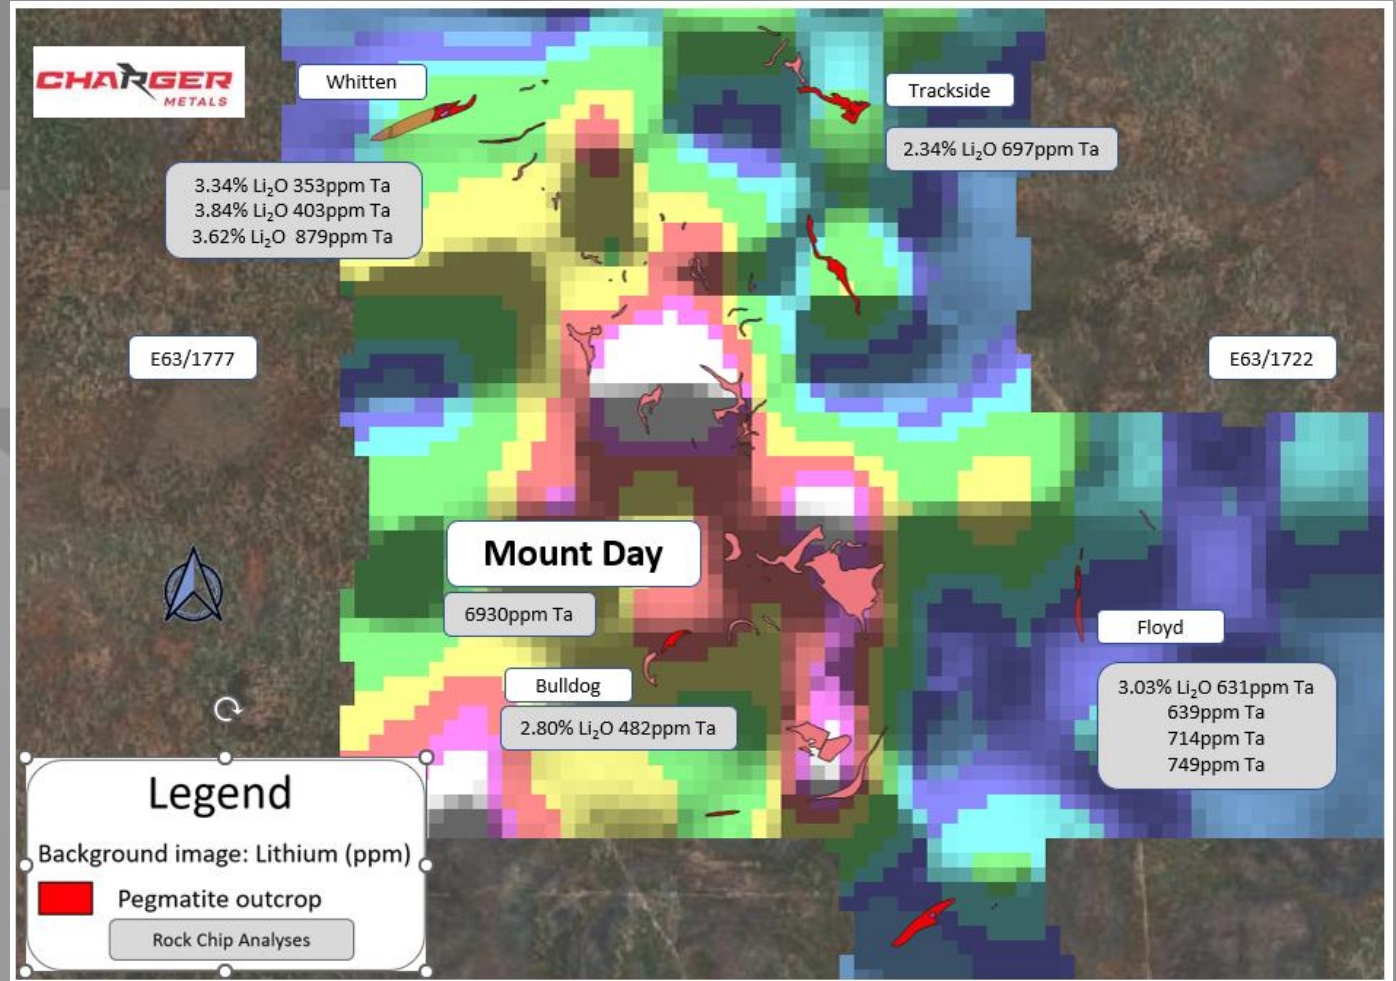 CHARGER
METALS
Whitten
3.34% Li₂O 353ppm Ta
3.84% Li₂O 403ppm Ta
3.62% Li₂O 879ppm Ta
Trackside
2.34% Li₂O 697ppm Ta
E63/1777
E63/1722
Mount Day
6930ppm Ta
Bulldog
2.80% Li₂O 482ppm Ta
Floyd
3.03% Li₂O 631ppm Ta
639ppm Ta
714ppm Ta
749ppm Ta
Legend
Background image: Lithium (ppm)
Pegmatite outcrop
Rock Chip Analyses